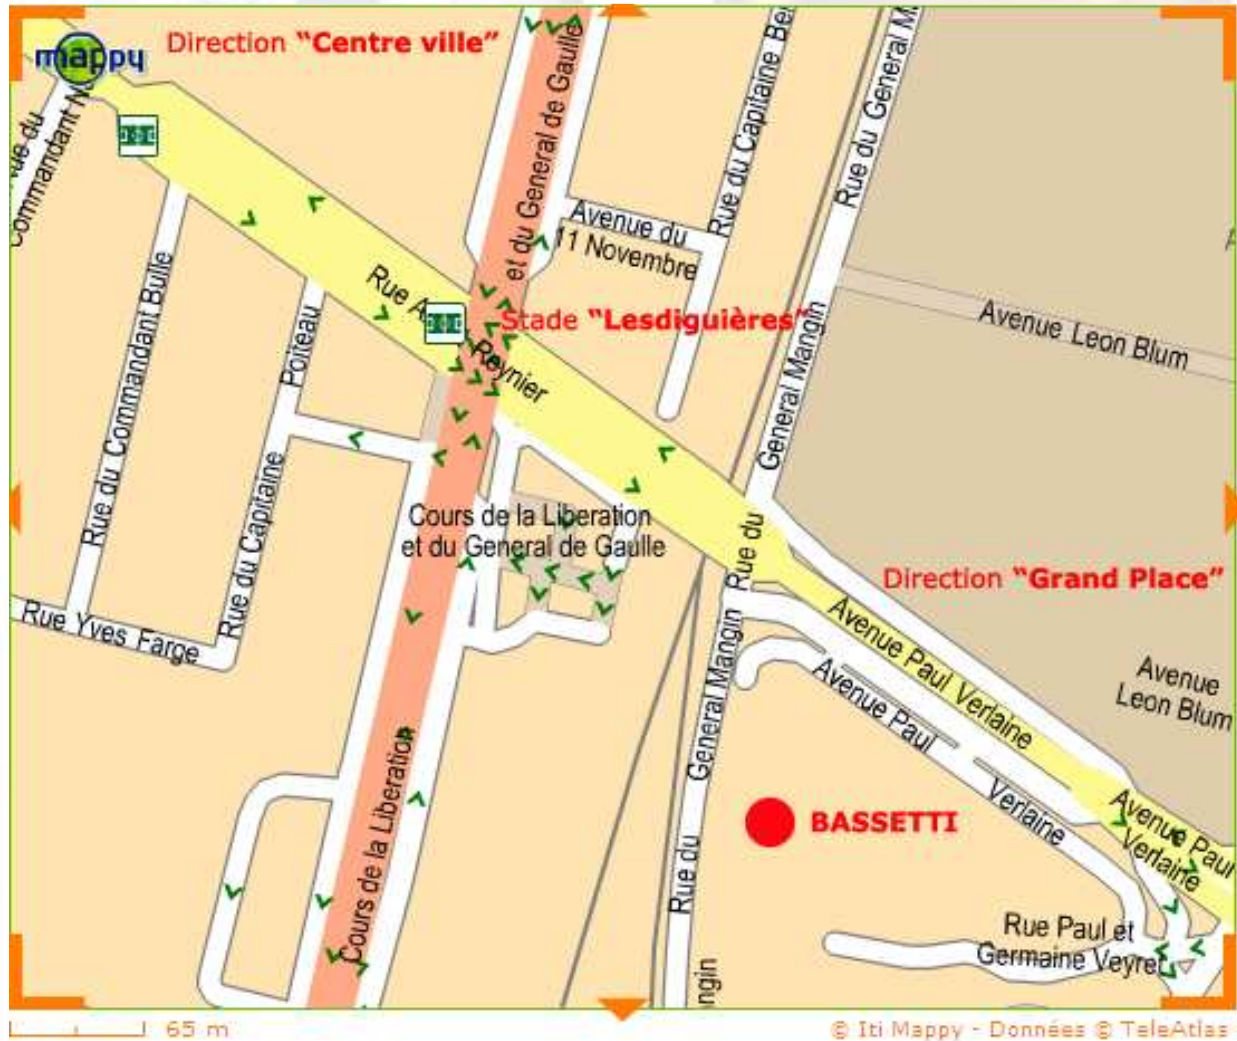 mappy
Direction "Centre ville"
Commandant
et du General de Gaulle
Rue du Capitaine
Rue du General
Avenue du
11 Novembre
Rue
Reynier
Stade "Lesdiguières"
Avenue Leon Blum
General Mangin
Rue du
Rue du Commandant Bulle
Poiteau
Rue du Capitaine
Rue Yves Farge
Cours de la Liberation
et du General de Gaulle
Direction "Grand Place"
Avenue Paul Verlaine
Avenue
Leon Blum
General Mangin
Rue du
Avenue Paul
Verlaine
Avenue Paul
Verlaine
Cours de la Liberation
BASSETTI
Rue Paul et
Germaine Veyret
ngin
65 m
© Iti Mappy - Données © TeleAtlas